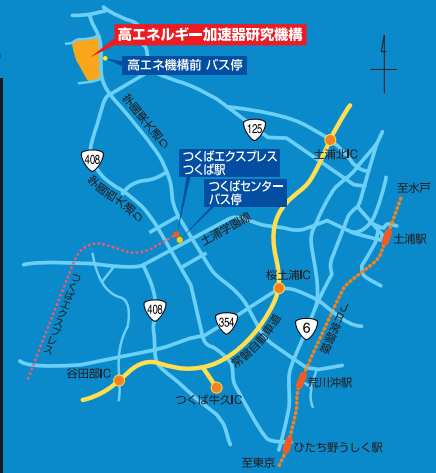 高エネルギー加速器研究機構
高エネ機構前 バス停
学園東大通り
125
土浦北IC
408
つくばエクスプレス
つくば駅
つくばセンター
バス停
学園西大通り
至水戸
土浦学園線
土浦駅
桜土浦IC
つくばエクスプレス
408
354
6
JR常磐線
常磐自動車道
谷田部IC
つくば牛久IC
荒川沖駅
ひたち野うしく駅
至東京